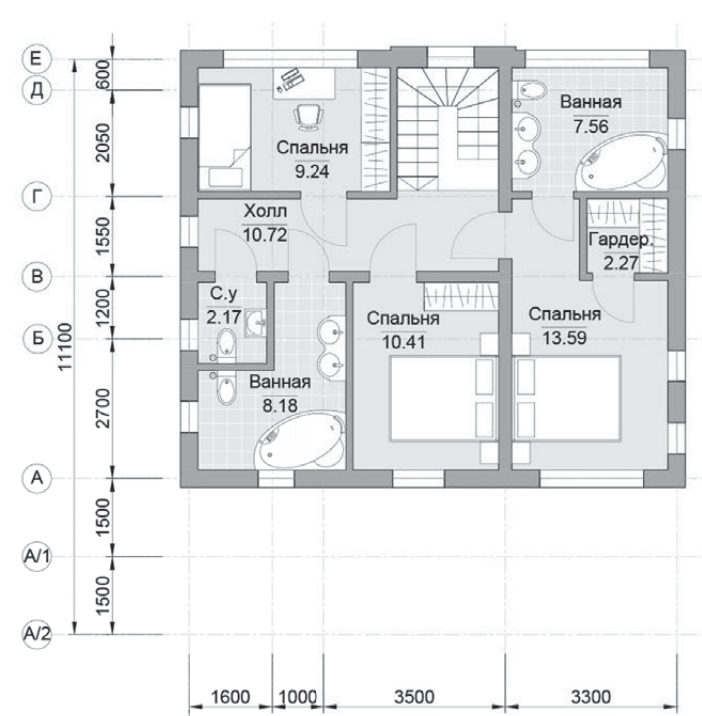 Е
Д
Г
В
Б
А
А/1
А/2
600
2050
1550
1200
2700
1500
1500
11100
Спальня
9.24
Ванная
7.56
Холл
10.72
Гардер.
2.27
С.у
2.17
Спальня
10.41
Спальня
13.59
Ванная
8.18
1600
1000
3500
3300